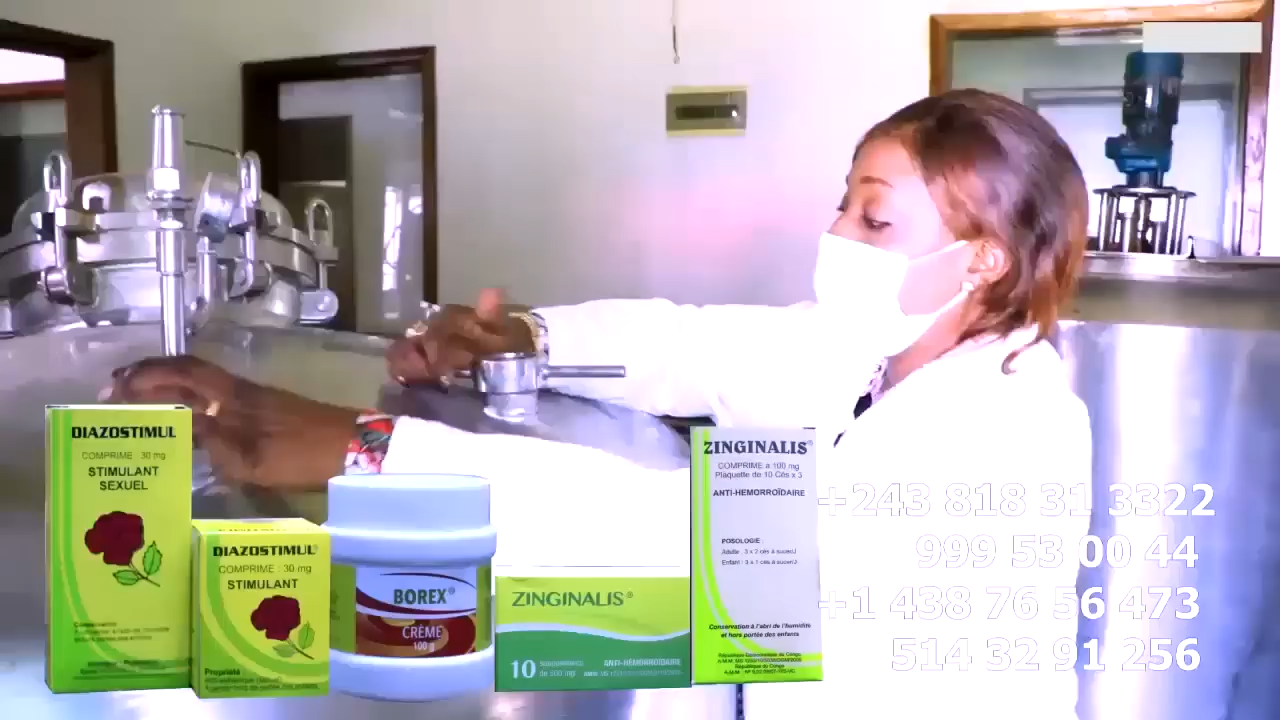 DIAZOSTIMUL
COMPRIME : 30 mg
STIMULANT
SEXUEL
DIAZOSTIMUL®
COMPRIME : 30 mg
STIMULANT
Propriété
BOREX®
CRÈME
100 g
ZINGINALIS®
10
ANTI-HÉMORROÏDAIRE
ZINGINALIS®
COMPRIME a 100 mg
Plaquette de 10 Cés x 3
ANTI-HEMORROÏDAIRE
POSOLOGIE :
Conservation à l'abri de l'humidité
et hors portée des enfants
+243 818 31 3322
999 53 00 44
+1 438 76 56 473
514 32 91 256